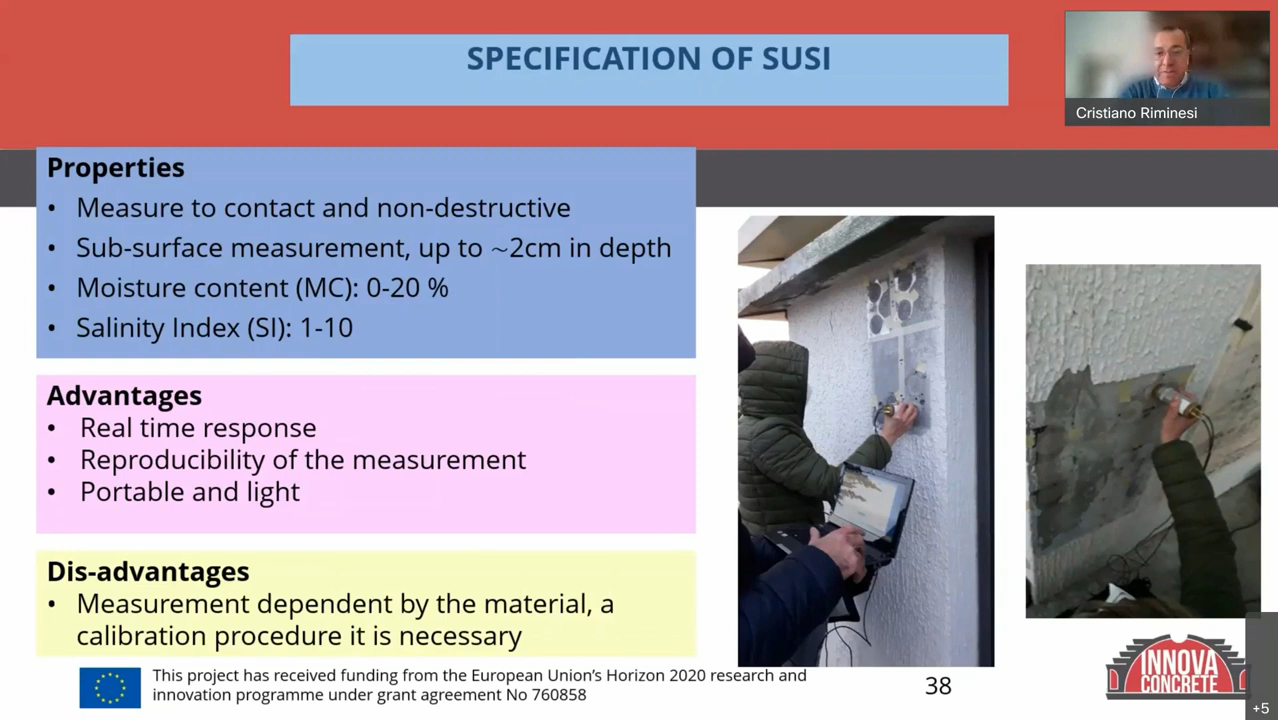 SPECIFICATION OF SUSI
Cristiano Riminesi
Properties
• Measure to contact and non-destructive
• Sub-surface measurement, up to ~2cm in depth
• Moisture content (MC): 0-20 %
• Salinity Index (SI): 1-10
Advantages
• Real time response
• Reproducibility of the measurement
• Portable and light
Dis-advantages
• Measurement dependent by the material, a
calibration procedure it is necessary
This project has received funding from the European Union's Horizon 2020 research and
innovation programme under grant agreement No 760858
38
INNOVA
CONCRETE
+5